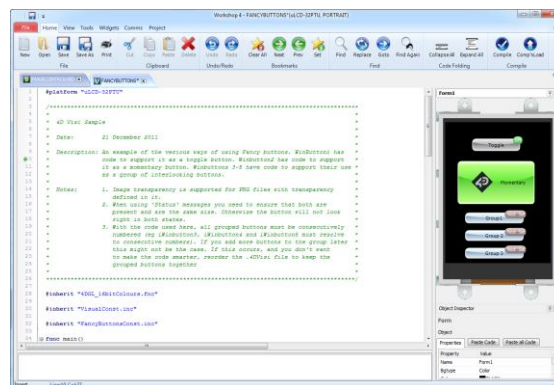 Workshop 4 - FANCYBUTTONS*(uLCD-32PTU, PORTRAIT)
File Home View Tools Widgets Comms Project
New Open Save Save As Print Cut Copy Paste Delete Undo Redo Clear All Next Prev Set Find Replace Goto Find Again Collapse All Expand All Compile Comp'nLoad
File Clipboard Undo/Redo Bookmarks Find Code Folding Compile
FANCYBUTTONS*
#platform "uLCD-32PTU"
4D Visi Sample
Date: 21 December 2011
Description: An example of the various ways of using Fancy buttons. WinButton1 has
code to support it as a toggle button. Winbutton2 has code to support
it as a momentary button. Winbuttons 3-5 have code to support their use
as a group of interlocking buttons.
Notes: 1. Image transparency is supported for PNG files with transparency
defined in it.
2. When using 'Status' messages you need to ensure that both are
present and are the same size. Otherwise the button will not look
right in both states.
3. With the code used here, all grouped buttons must be consecutively
numbered (eg iWinbutton3, iWinbutton4 and iWinbutton5 must resolve
to consecutive numbers). If you add more buttons to the group later
this might not be the case. If this occurs, and you don't want
to make the code smarter, reorder the .4DVisi file to keep the
grouped buttons together
#inherit "4DGL_16bitColours.fnc"
#inherit "VisualConst.inc"
#inherit "FancyButtonsConst.inc"
func main()
Form1
Toggle
Momentary
Group1
Group 2
Group 3
Object Inspector
Form
Object
Properties Paste Code Paste all Code
Property Value
Name Form1
Bgtype Color